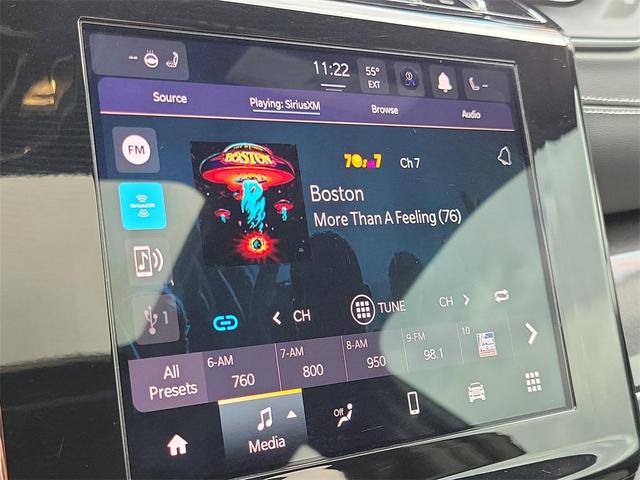 --
11:22
55°
EXT
--
Source
Playing: SiriusXM
Browse
Audio
FM
BOSTON
70s on 7
Ch 7
Boston
More Than A Feeling (76)
1
CH
TUNE
CH
All
Presets
6-AM
760
7-AM
800
8-AM
950
9-FM
98.1
10
FOX
NEWS
Off
Media